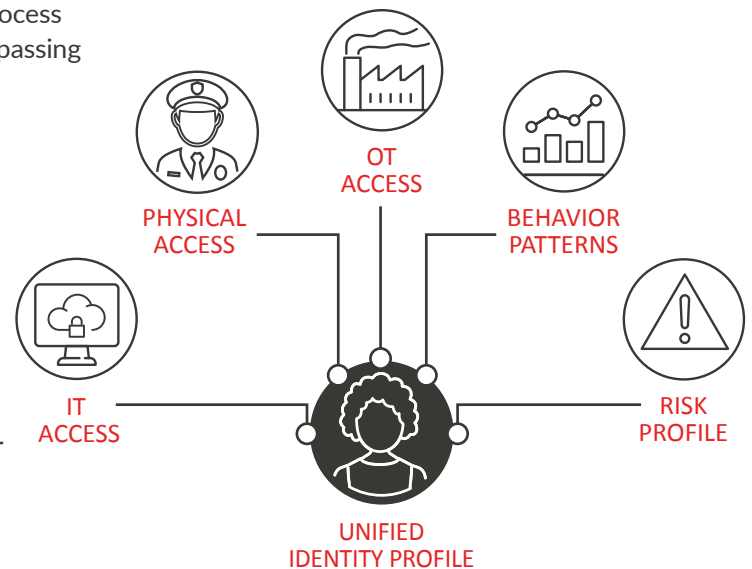 ocess
passing
OT
ACCESS
PHYSICAL
ACCESS
BEHAVIOR
PATTERNS
IT
ACCESS
RISK
PROFILE
UNIFIED
IDENTITY PROFILE